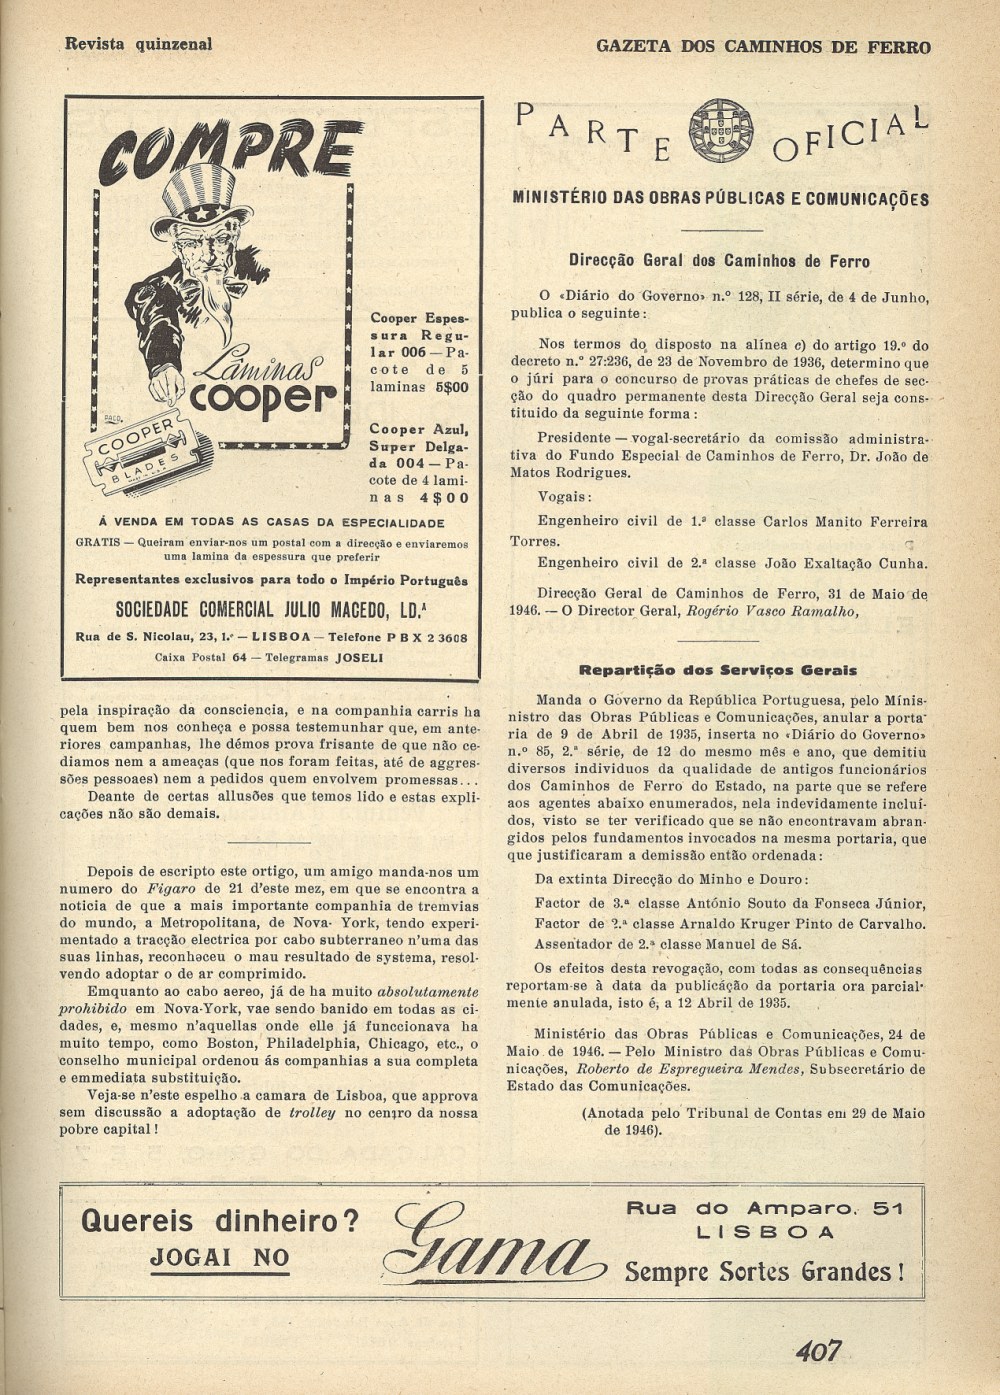 Revista quinzenal
GAZETA DOS CAMINHOS DE FERRO
COMPRE
Lâminas
cooper
PACO.
COOPER
BLADES
Cooper Espes-
sura Regu-
lar 006 — Pa-
cote de 5
laminas 5$00
Cooper Azul,
Super Delga-
da 004 — Pa-
cote de 4 lami-
nas 4$00
Á VENDA EM TODAS AS CASAS DA ESPECIALIDADE
GRATIS — Queiram enviar-nos um postal com a direcção e enviaremos
uma lamina da espessura que preferir
Representantes exclusivos para todo o Império Português
SOCIEDADE COMERCIAL JULIO MACEDO, LD.ª
Rua de S. Nicolau, 23, 1.º — LISBOA — Telefone P B X 2 3608
Caixa Postal 64 — Telegramas JOSELI
pela inspiração da consciencia, e na companhia carris ha
quem bem nos conheça e possa testemunhar que, em ante-
riores campanhas, lhe démos prova frisante de que não ce-
diamos nem a ameaças (que nos foram feitas, até de aggres-
sões pessoaes) nem a pedidos quem envolvem promessas...
Deante de certas allusões que temos lido e estas expli-
cações não são demais.
Depois de escripto este ortigo, um amigo manda-nos um
numero do Figaro de 21 d'este mez, em que se encontra a
noticia de que a mais importante companhia de tremvias
do mundo, a Metropolitana, de Nova- York, tendo experi-
mentado a tracção electrica por cabo subterraneo n'uma das
suas linhas, reconheceu o mau resultado de systema, resol-
vendo adoptar o de ar comprimido.
Emquanto ao cabo aereo, já de ha muito absolutamente
prohibido em Nova-York, vae sendo banido em todas as ci-
dades, e, mesmo n'aquellas onde elle já funccionava ha
muito tempo, como Boston, Philadelphia, Chicago, etc., o
conselho municipal ordenou ás companhias a sua completa
e emmediata substituição.
Veja-se n'este espelho a camara de Lisboa, que approva
sem discussão a adoptação de trolley no centro da nossa
pobre capital !
PARTE OFICIAL
MINISTÉRIO DAS OBRAS PÚBLICAS E COMUNICAÇÕES
Direcção Geral dos Caminhos de Ferro
O «Diário do Governo» n.º 128, II série, de 4 de Junho,
publica o seguinte :
Nos termos do disposto na alínea c) do artigo 19.º do
decreto n.º 27:236, de 23 de Novembro de 1936, determino que
o júri para o concurso de provas práticas de chefes de sec-
ção do quadro permanente desta Direcção Geral seja cons-
tituido da seguinte forma :
Presidente — vogal-secretário da comissão administra-
tiva do Fundo Especial de Caminhos de Ferro, Dr. João de
Matos Rodrigues.
Vogais :
Engenheiro civil de 1.ª classe Carlos Manito Ferreira
Torres.
Engenheiro civil de 2.ª classe João Exaltação Cunha.
Direcção Geral de Caminhos de Ferro, 31 de Maio de
1946. — O Director Geral, Rogério Vasco Ramalho,
Repartição dos Serviços Gerais
Manda o Govêrno da República Portuguesa, pelo Mínis-
nistro das Obras Públicas e Comunicações, anular a porta-
ria de 9 de Abril de 1935, inserta no «Diário do Governo»
n.º 85, 2.ª série, de 12 do mesmo mês e ano, que demitiu
diversos individuos da qualidade de antigos funcionários
dos Caminhos de Ferro do Estado, na parte que se refere
aos agentes abaixo enumerados, nela indevidamente incluí-
dos, visto se ter verificado que se não encontravam abran-
gidos pelos fundamentos invocados na mesma portaria, que
que justificaram a demissão então ordenada :
Da extinta Direcção do Minho e Douro :
Factor de 3.ª classe António Souto da Fonseca Júnior,
Factor de 2.ª classe Arnaldo Kruger Pinto de Carvalho.
Assentador de 2.ª classe Manuel de Sá.
Os efeitos desta revogação, com todas as consequências
reportam-se à data da publicáção da portaria ora parcial-
mente anulada, isto é, a 12 Abril de 1935.
Ministério das Obras Públicas e Comunicações, 24 de
Maio de 1946. — Pelo Ministro das Obras Públicas e Comu-
nicações, Roberto de Espregueira Mendes, Subsecretário de
Estado das Comunicações.
(Anotada pelo Tribunal de Contas em 29 de Maio
de 1946).
Quereis dinheiro?
JOGAI NO
Gama
Rua do Amparo, 51
LISBOA
Sempre Sortes Grandes !
407